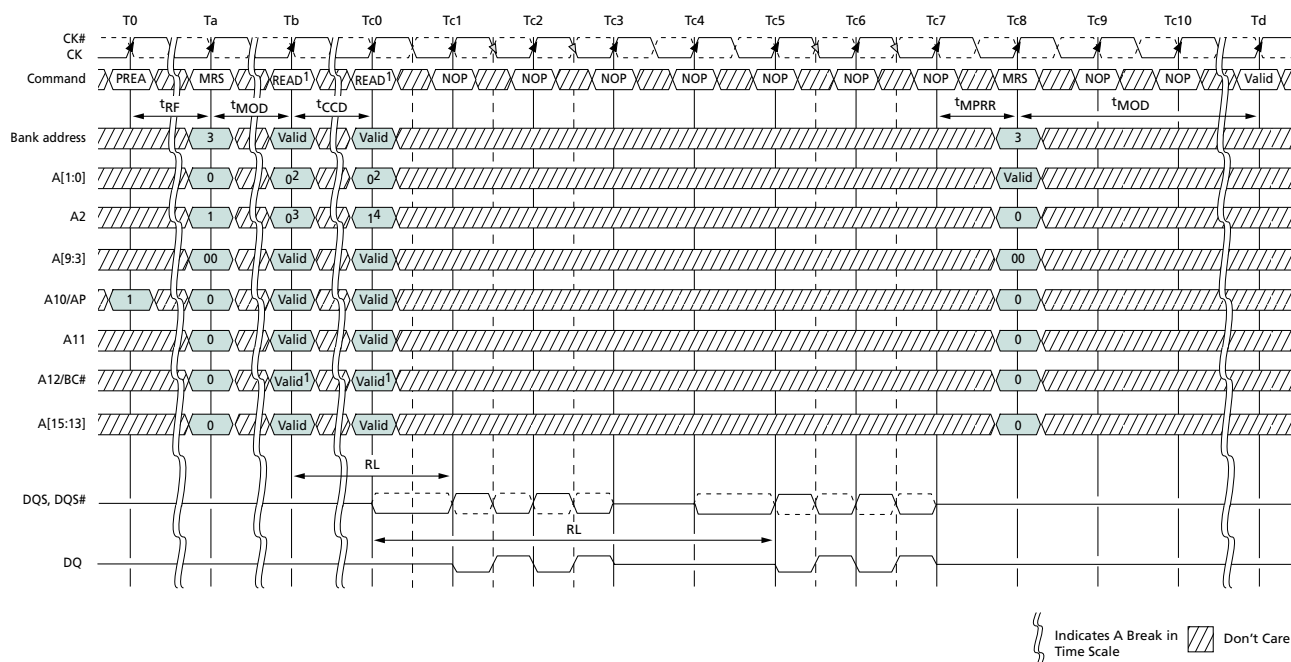 T0 Ta Tb Tc0 Tc1 Tc2 Tc3 Tc4 Tc5 Tc6 Tc7 Tc8 Tc9 Tc10 Td
CK#
CK
Command PREA MRS READ1 READ1 NOP NOP NOP NOP NOP NOP NOP MRS NOP NOP Valid
tRF tMOD tCCD tMPRR tMOD
Bank address 3 Valid Valid 3
A[1:0] 0 02 02 Valid
A2 1 03 14 0
A[9:3] 00 Valid Valid 00
A10/AP 1 0 Valid Valid 0
A11 0 Valid Valid 0
A12/BC# 0 Valid1 Valid1 0
A[15:13] 0 Valid Valid 0
RL
DQS, DQS#
RL
DQ
Indicates A Break in
Time Scale
Don't Care